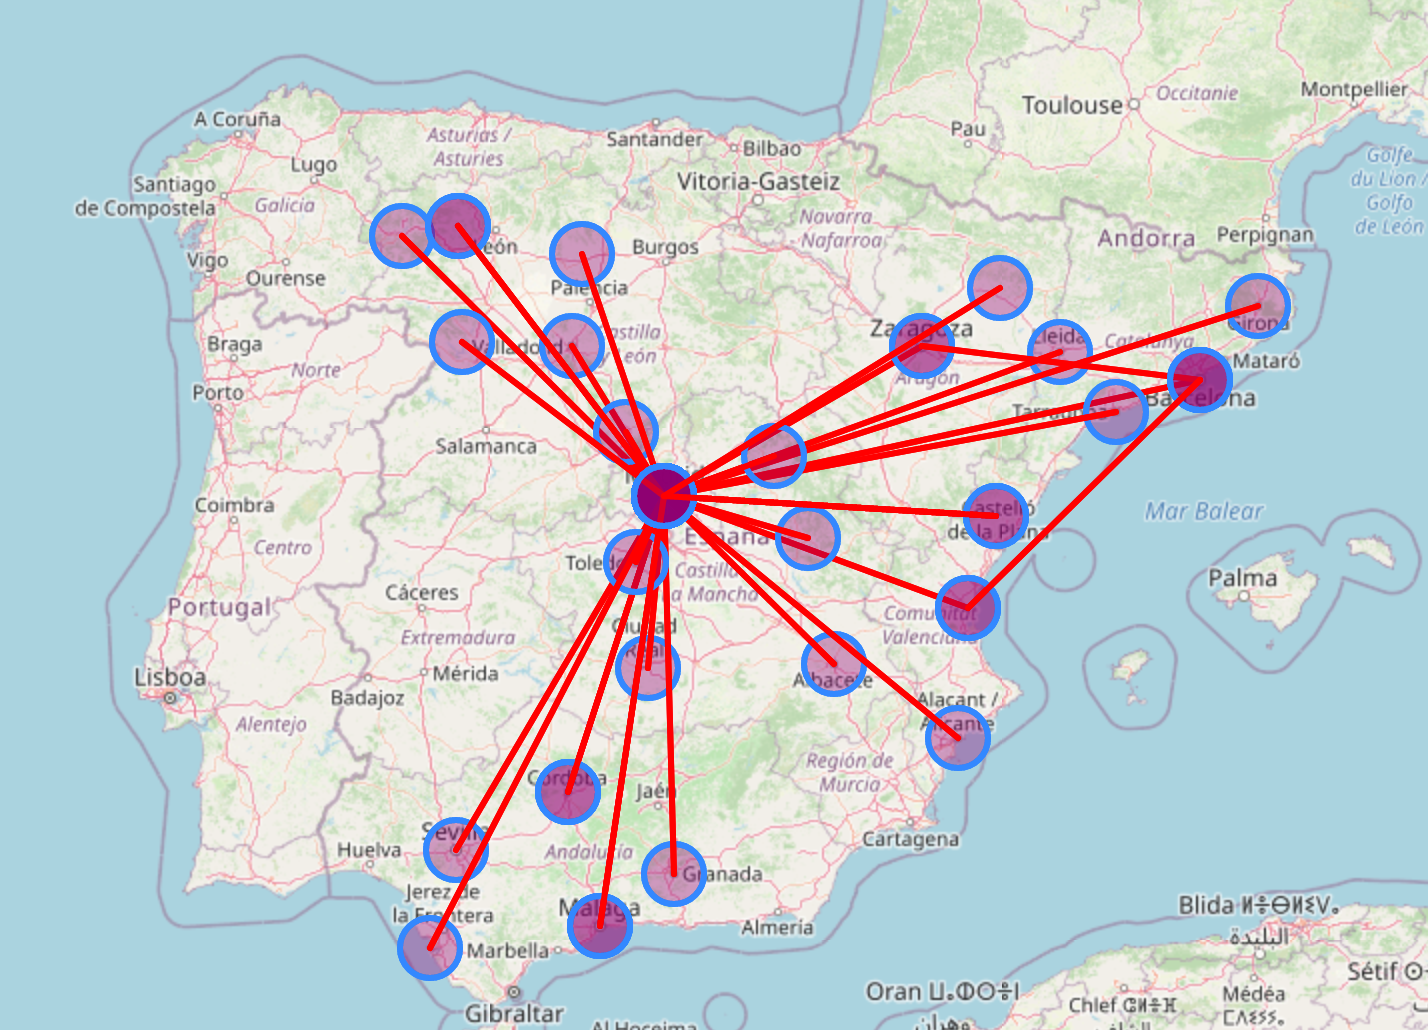 Montpellier
Toulouse
Occitanie
A Coruña
Pau
Asturias /
Asturies
Santander
Bilbao
Golfe
du Lion /
Golfo
de León
Lugo
Vitoria-Gasteiz
Santiago
de Compostela
Galicia
Navarra
Nafarroa
Andorra
Perpignan
Vigo
Burgos
Ourense
Palencia
Zaragoza
Girona
Braga
Valladolid
Castilla
y León
Lleida
Catalunya
Mataró
Norte
Aragón
Porto
Barcelona
Salamanca
Coimbra
Castelló
de la Plana
Mar Balear
España
Centro
Toledo
Castilla
La Mancha
Palma
Cáceres
Portugal
Comunitat
Valenciana
Ciudad
Real
Extremadura
Lisboa
Mérida
Albacete
Badajoz
Alacant /
Alicante
Alentejo
Región de
Murcia
Córdoba
Jaén
Sevilla
Cartagena
Huelva
Andalucía
Granada
Jerez de
la Frontera
Málaga
Almería
Marbella
Gibraltar
Oran
وهران
Blida
البليدة
Sétif
Médéa
Chlef
Al Hoceima